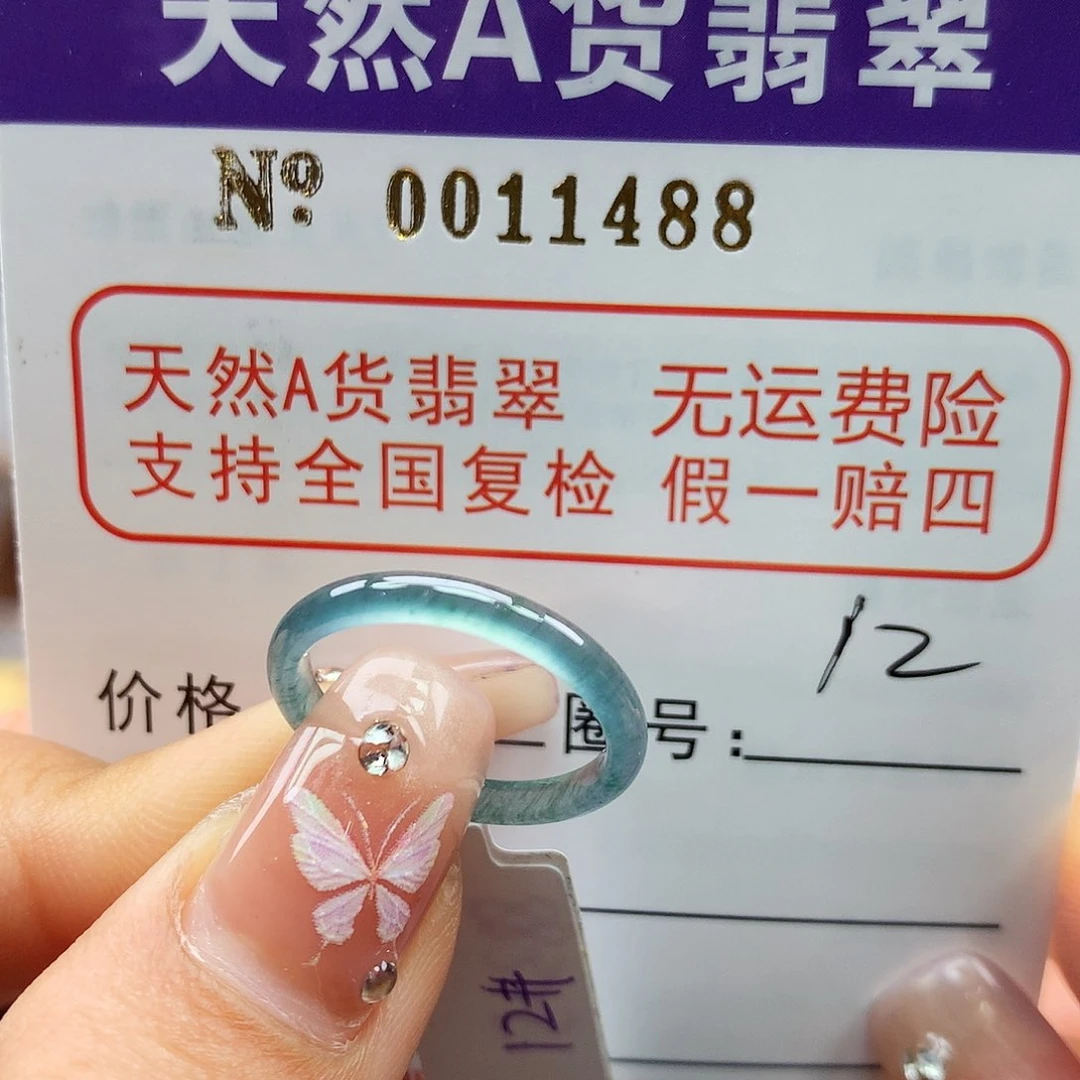 天然A货翡翠
Nº 0011488
天然A货翡翠 无运费险
支持全国复检 假一赔四
12
价格 圈号:
12#